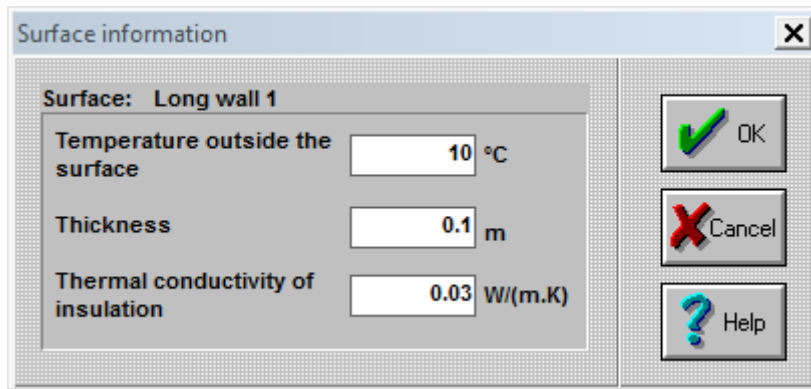 Surface information
Surface: Long wall 1
Temperature outside the
surface
10 ºC
Thickness
0.1 m
Thermal conductivity of
insulation
0.03 W/(m.K)
OK
Cancel
Help